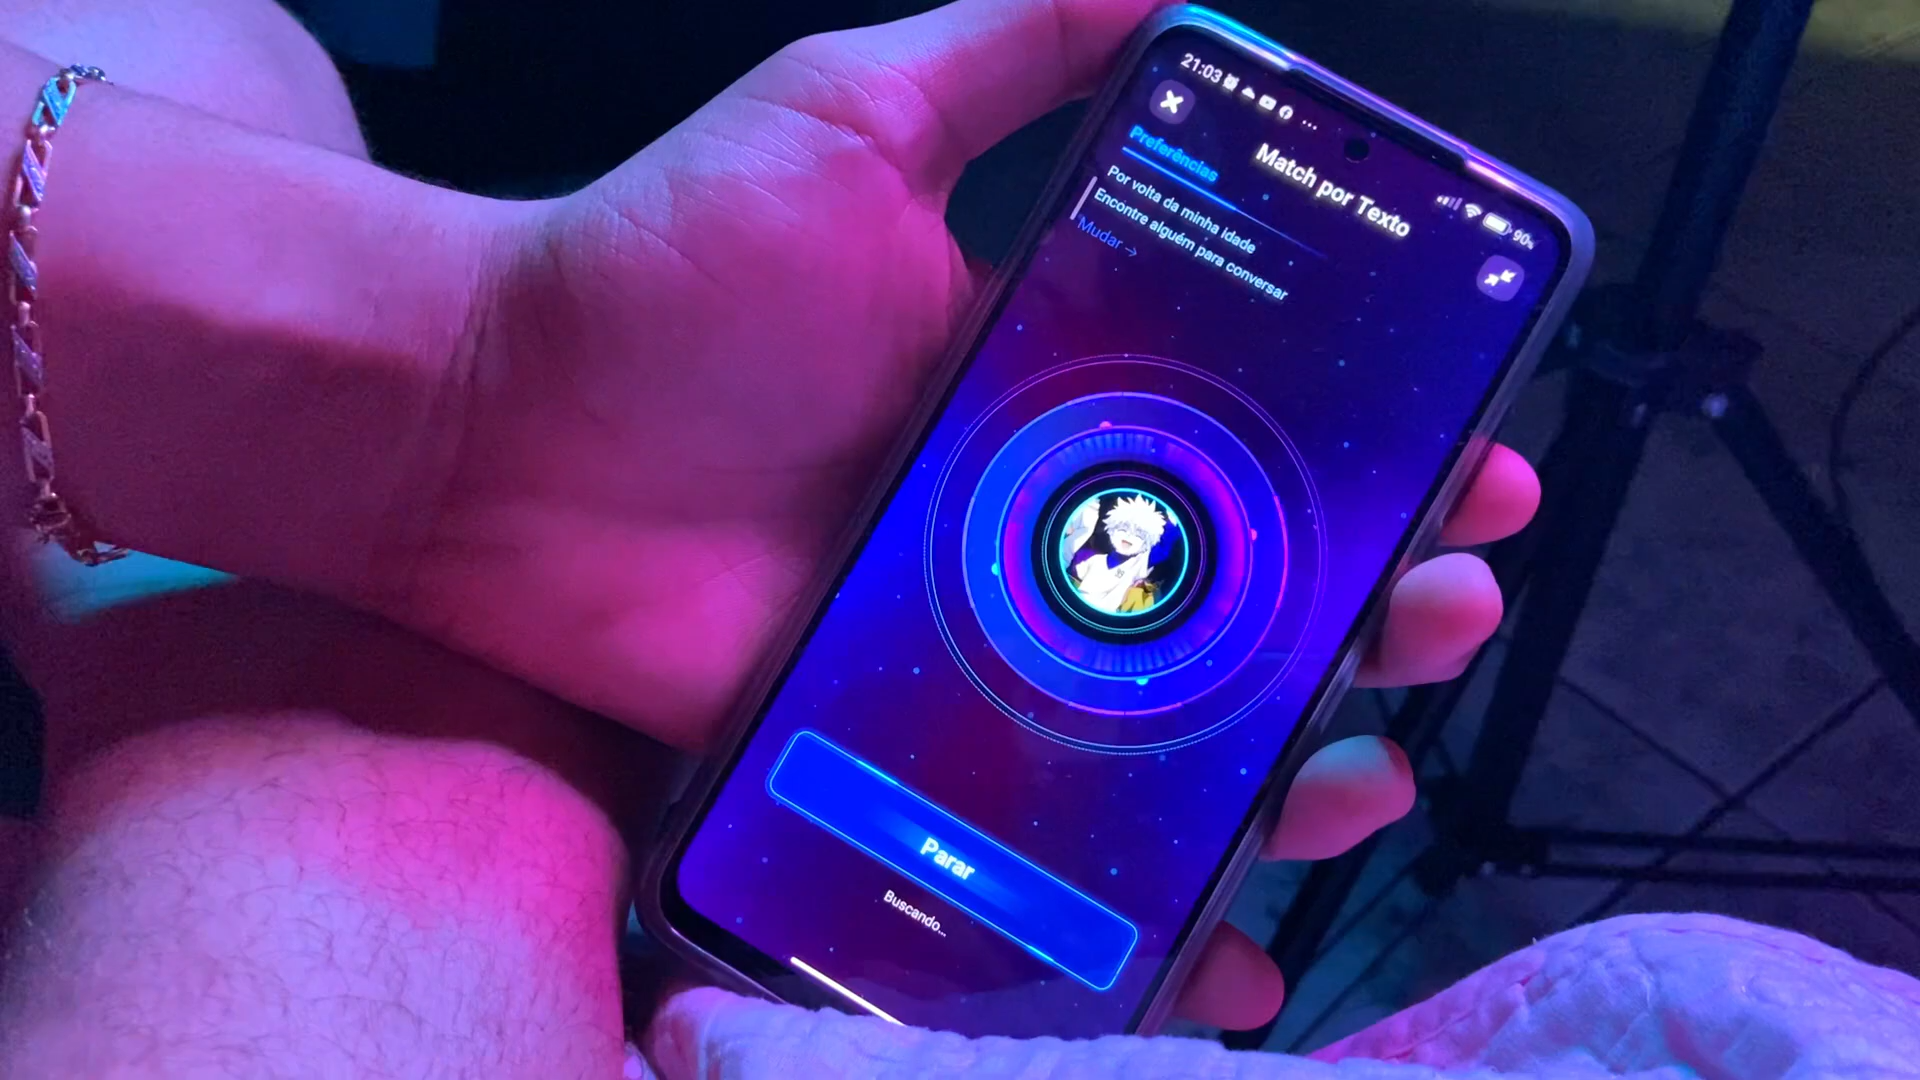 21:03
90%
Match por Texto
Preferências
Por volta da minha idade
Encontre alguém para conversar
Mudar →
Parar
Buscando...